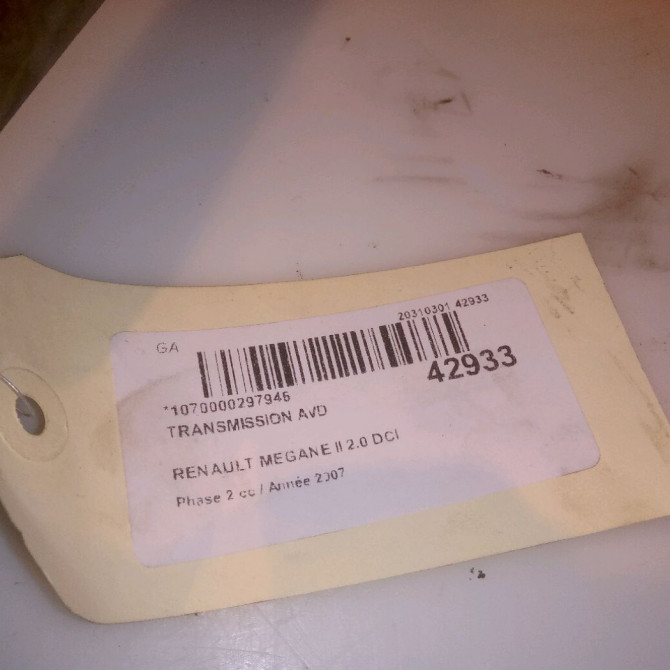 GA
20310301 42933
42933
*1070000297946
TRANSMISSION AVD
RENAULT MEGANE II 2.0 DCI
Phase 2 cc / Année 2007